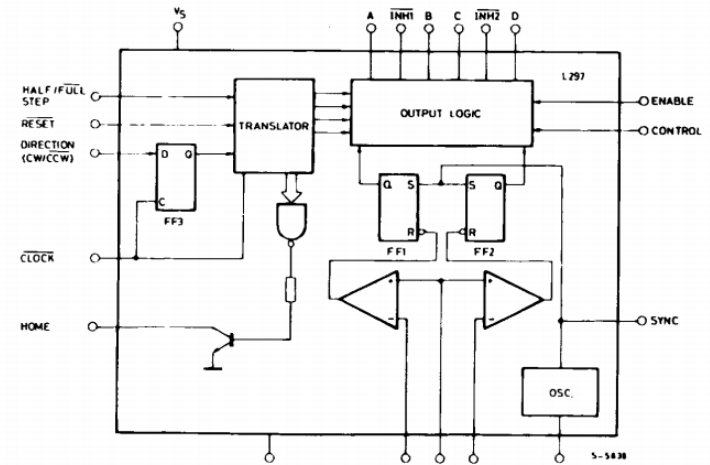 Vs
A INH1 B C INH2 D
L297
HALF/FULL
STEP
RESET
DIRECTION
(CW/CCW)
TRANSLATOR
OUTPUT LOGIC
ENABLE
CONTROL
D Q
C
FF3
Q S
R
FF1
S Q
R
FF2
CLOCK
HOME
+
-
+
-
SYNC
OSC.
S-5838